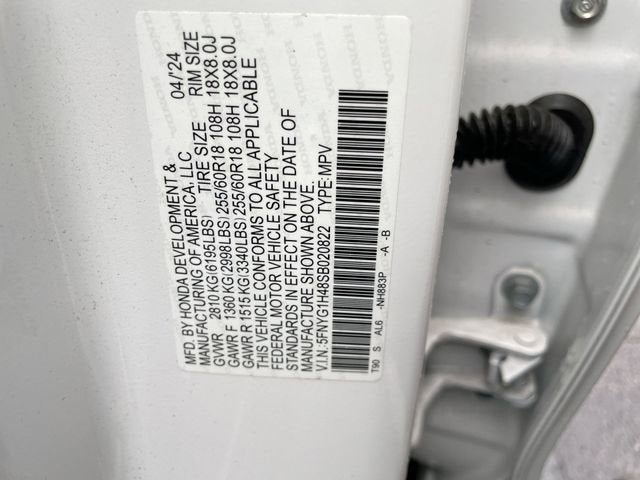 MFD. BY HONDA DEVELOPMENT &
MANUFACTURING OF AMERICA, LLC 04/'24
GVWR 2810 KG(6195LBS) TIRE SIZE RIM SIZE
GAWR F 1360 KG(2998LBS) 255/60R18 108H 18X8.0J
GAWR R 1515 KG(3340LBS) 255/60R18 108H 18X8.0J
THIS VEHICLE CONFORMS TO ALL APPLICABLE
FEDERAL MOTOR VEHICLE SAFETY
STANDARDS IN EFFECT ON THE DATE OF
MANUFACTURE SHOWN ABOVE.
V.I.N.:5FNYG1H48SB020822 TYPE:MPV
T90 S AL6 -NH883P -A -B
HONDA